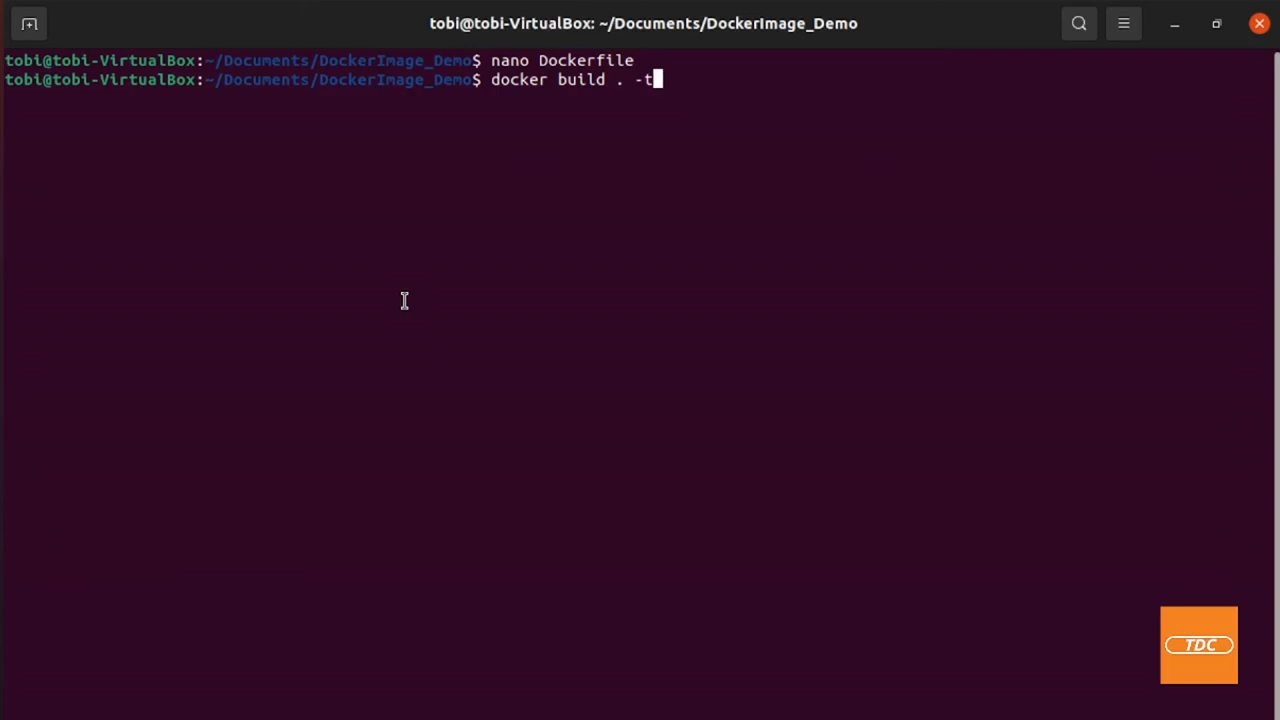 tobi@tobi-VirtualBox: ~/Documents/DockerImage_Demo
tobi@tobi-VirtualBox:~/Documents/DockerImage_Demo$ nano Dockerfile
tobi@tobi-VirtualBox:~/Documents/DockerImage_Demo$ docker build . -t
TDC